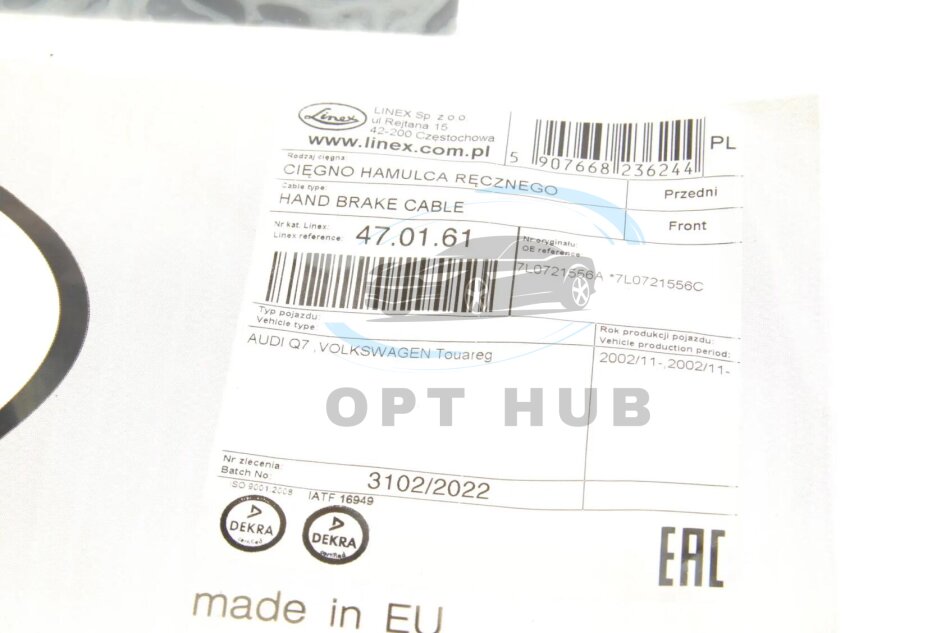 Linex
LINEX Sp. z o.o
ul Rejtana 15
42-200 Częstochowa
www.linex.com.pl
5 907668 236244
PL
Rodzaj cięgna:
CIĘGNO HAMULCA RĘCZNEGO
Przedni
Cable type:
HAND BRAKE CABLE
Front
Nr kat. Linex:
Linex reference:
47.01.61
Nr oryginału:
OE reference:
7L0721556A *7L0721556C
Typ pojazdu:
Vehicle type:
AUDI Q7 ,VOLKSWAGEN Touareg
Rok produkcji pojazdu:
Vehicle production period:
2002/11-,2002/11-
OPT HUB
Nr zlecenia:
Batch No:
3102/2022
ISO 9001:2008
IATF 16949
DEKRA
certified
DEKRA
certified
EAC
made in EU